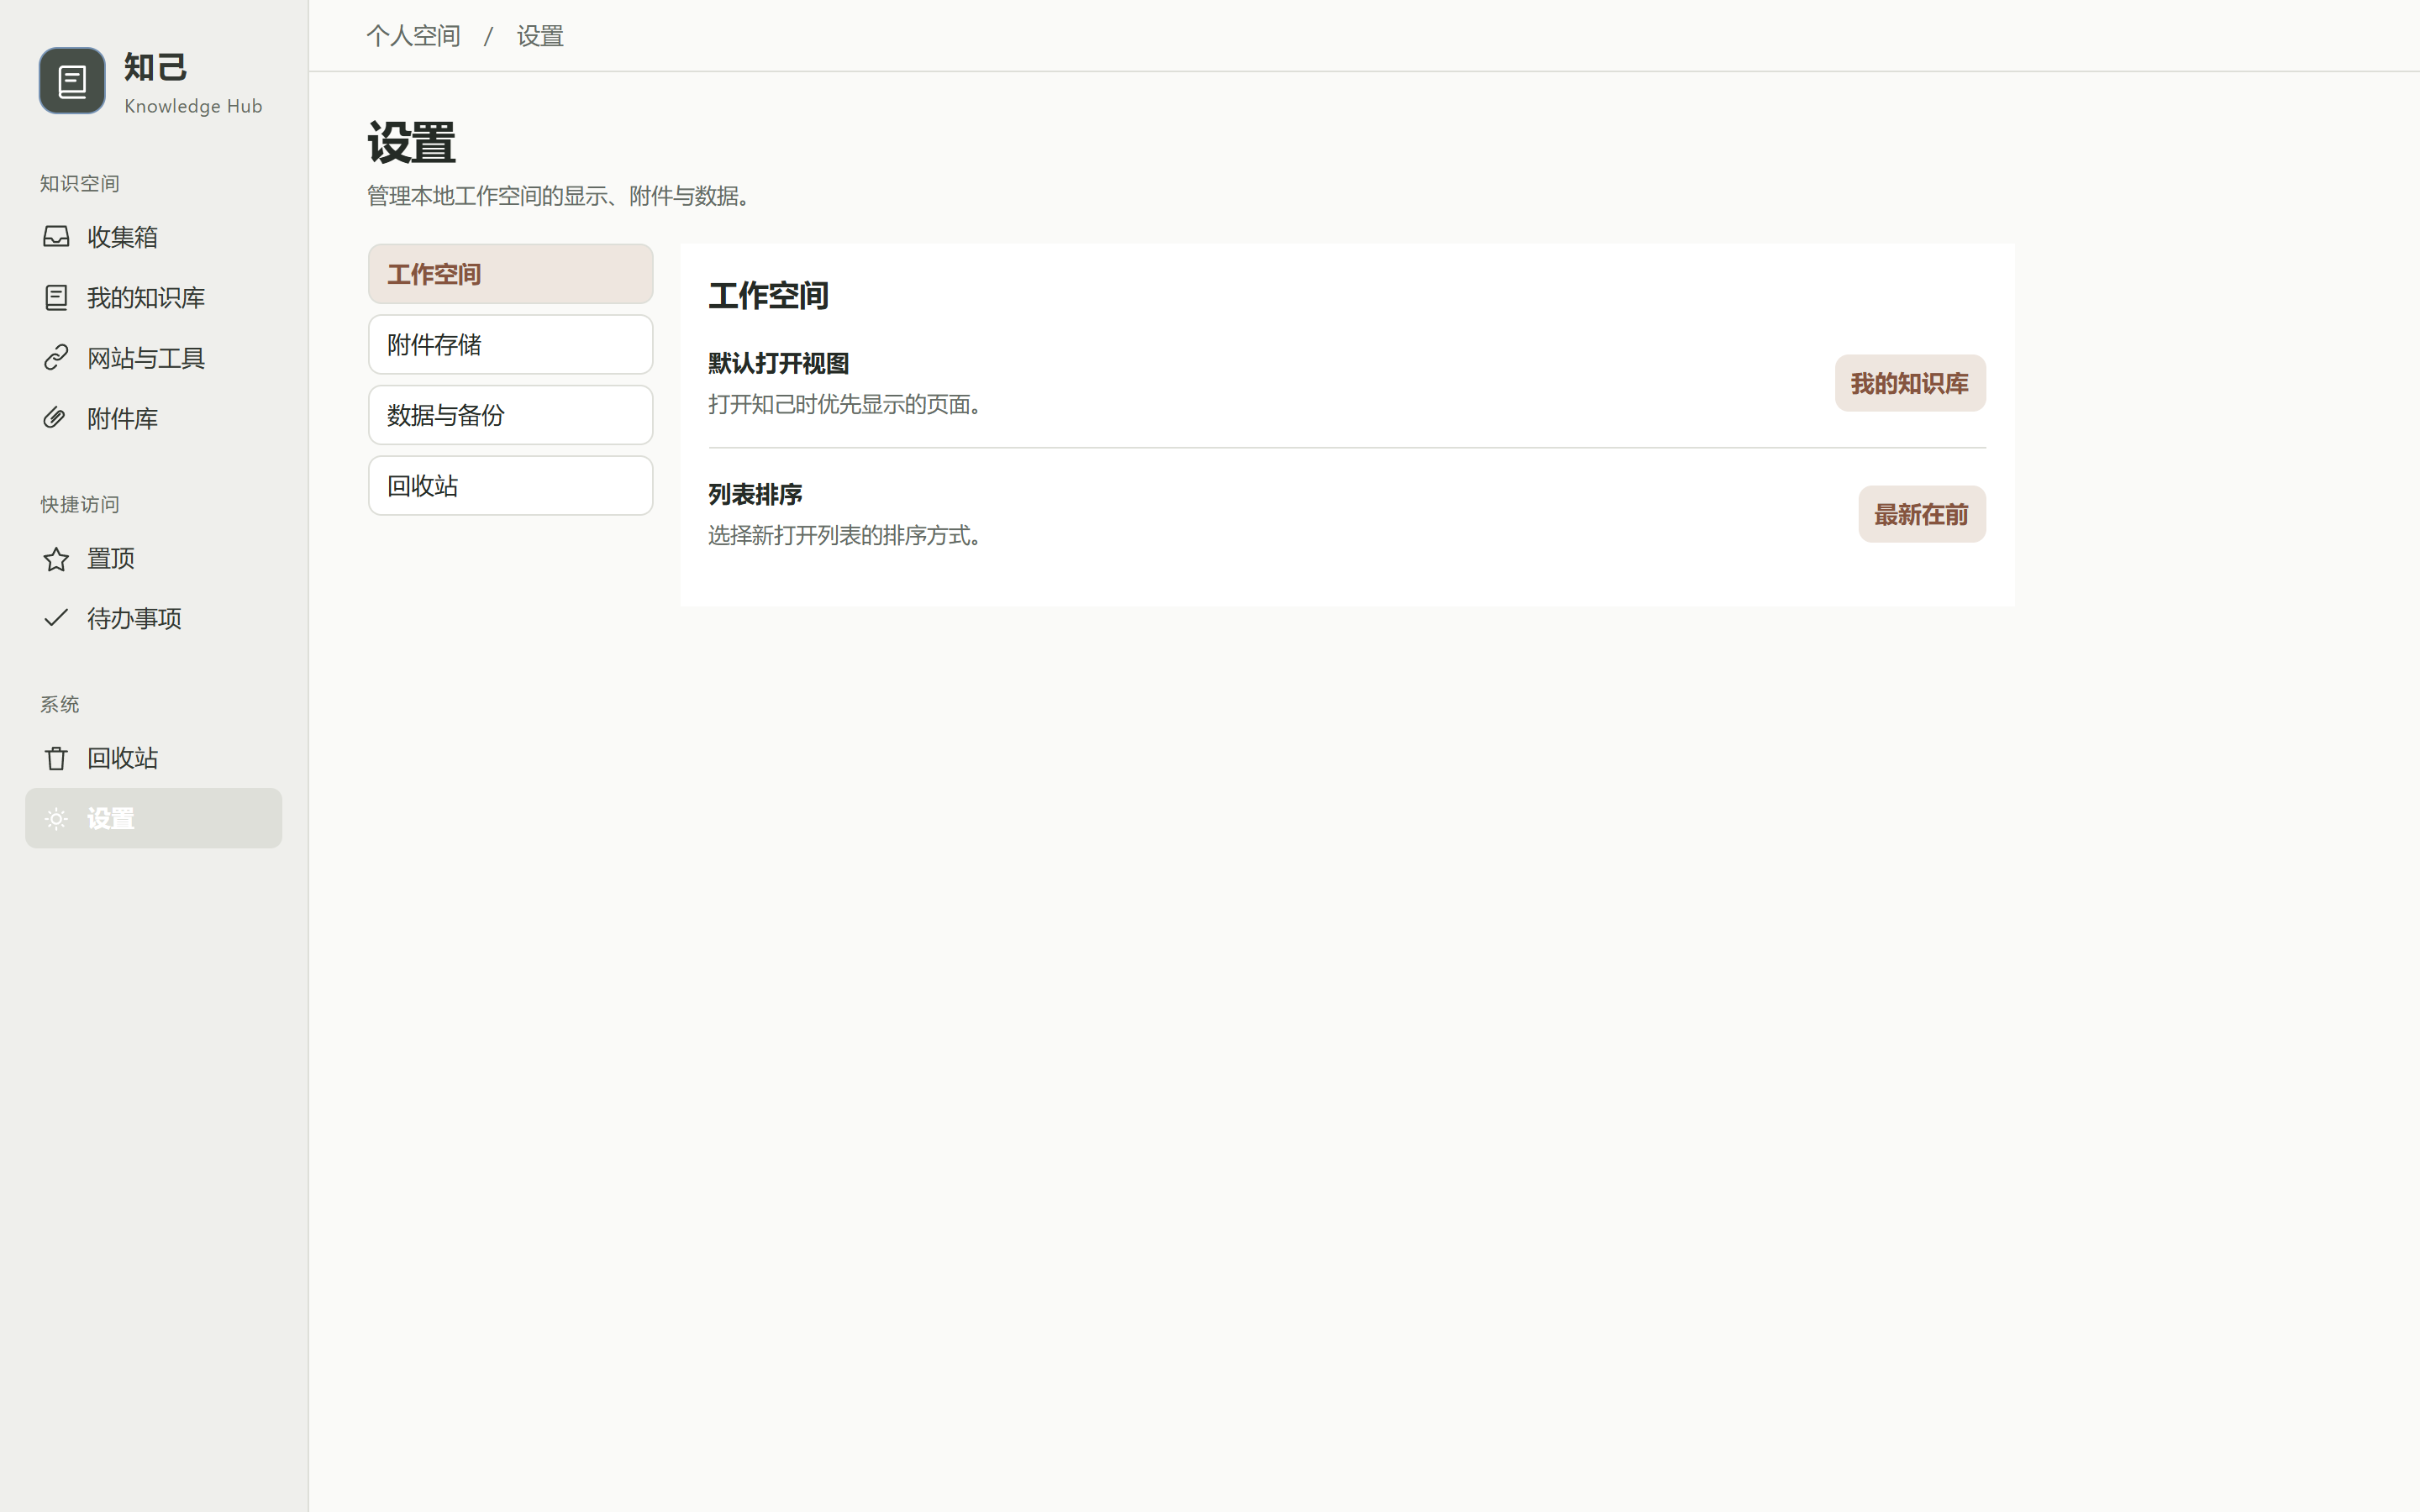 知己
Knowledge Hub
知识空间
收集箱
我的知识库
网站与工具
附件库
快捷访问
置顶
待办事项
系统
回收站
设置
个人空间 / 设置
设置
管理本地工作空间的显示、附件与数据。
工作空间
附件存储
数据与备份
回收站
工作空间
默认打开视图
打开知己时优先显示的页面。
我的知识库
列表排序
选择新打开列表的排序方式。
最新在前